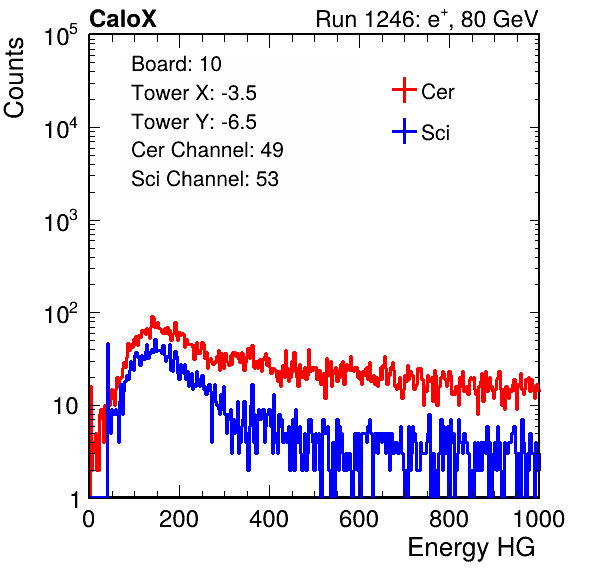 CaloX Run 1246: e⁺, 80 GeV
Counts
Board: 10
Tower X: -3.5
Tower Y: -6.5
Cer Channel: 49
Sci Channel: 53
Cer
Sci
10⁵
10⁴
10³
10²
10
1
0 200 400 600 800 1000
Energy HG